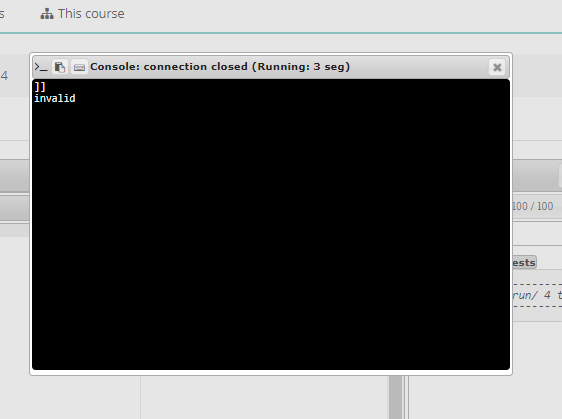 s
This course
4
>_ Console: connection closed (Running: 3 seg)
]]
invalid
100 / 100
ests
run/ 4 t